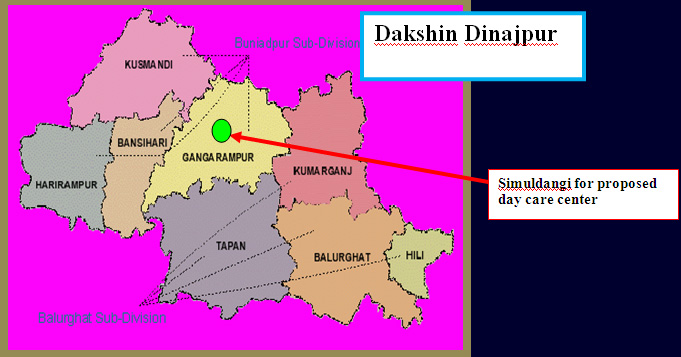 Dakshin Dinajpur
Buniadpur Sub-Division
KUSMANDI
BANSIHARI
GANGARAMPUR
HARIRAMPUR
KUMARGANJ
Simuldangi for proposed
day care center
TAPAN
BALURGHAT
HILI
Balurghat Sub-Division